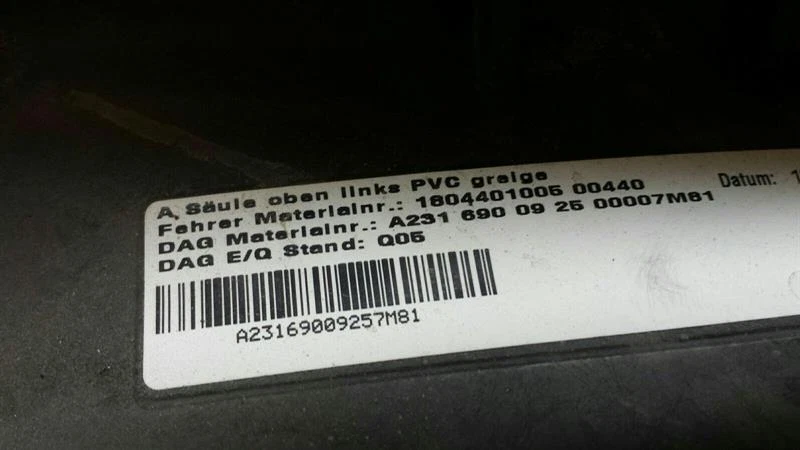 A, Säule oben links PVC greige
Fehrer Materialnr.: 1604401005 00440
Datum: 1
DAG Materialnr.: A231 690 09 25 00007M81
DAG E/Q Stand: Q05
A23169009257M81